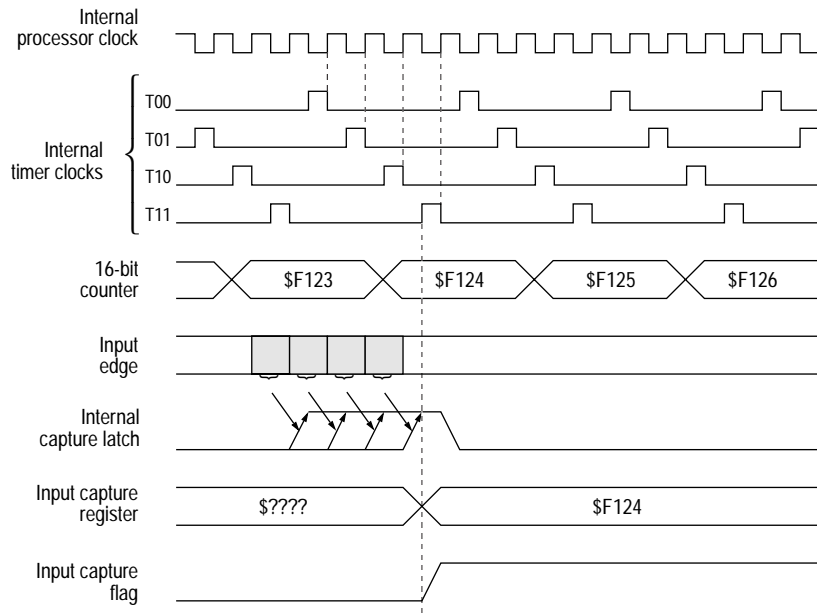 Internal
processor clock
T00
T01
Internal
timer clocks
T10
T11
16-bit
counter
$F123
$F124
$F125
$F126
Input
edge
Internal
capture latch
Input capture
register
$????
$F124
Input capture
flag